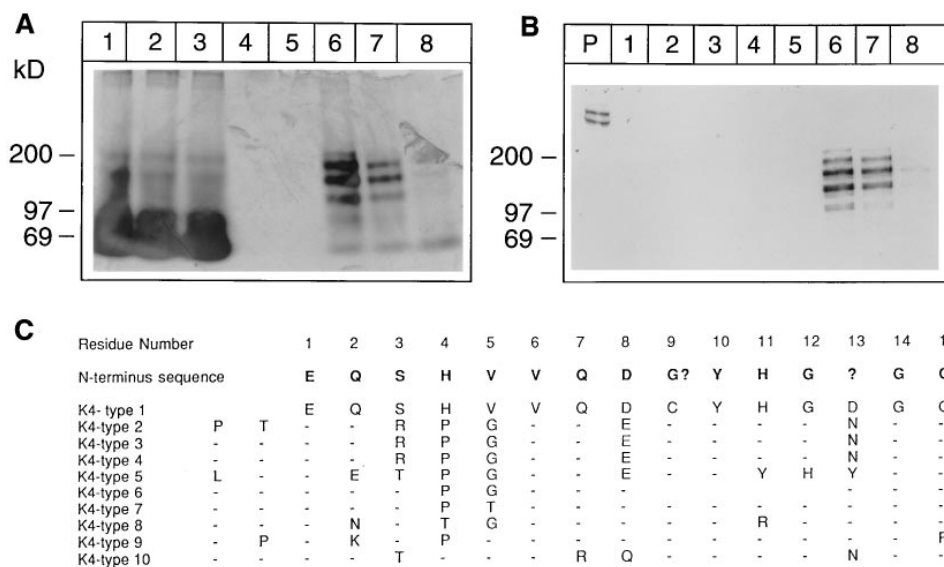 A
1 2 3 4 5 6 7 8
kD
200 –
97 –
69 –
B
P 1 2 3 4 5 6 7 8
200 –
97 –
69 –
C
Residue Number 1 2 3 4 5 6 7 8 9 10 11 12 13 14
N-terminus sequence E Q S H V V Q D G? Y H G ? G
K4- type 1 E Q S H V V Q D C Y H G D G
K4-type 2 P T - - R P G - - E - - - - N - -
K4-type 3 - - - - R P G - - E - - - - N - -
K4-type 4 - - - - R P G - - E - - - - N - -
K4-type 5 L - - E T P G - - E - - Y H Y - -
K4-type 6 - - - - - P G - - - - - - - - - -
K4-type 7 - - - - - P T - - - - - - - - - -
K4-type 8 - - - N - T G - - - - - R - - - -
K4-type 9 - P - K - P - - - - - - - - - -
K4-type 10 - - - - T - - - R Q - - - - N - -